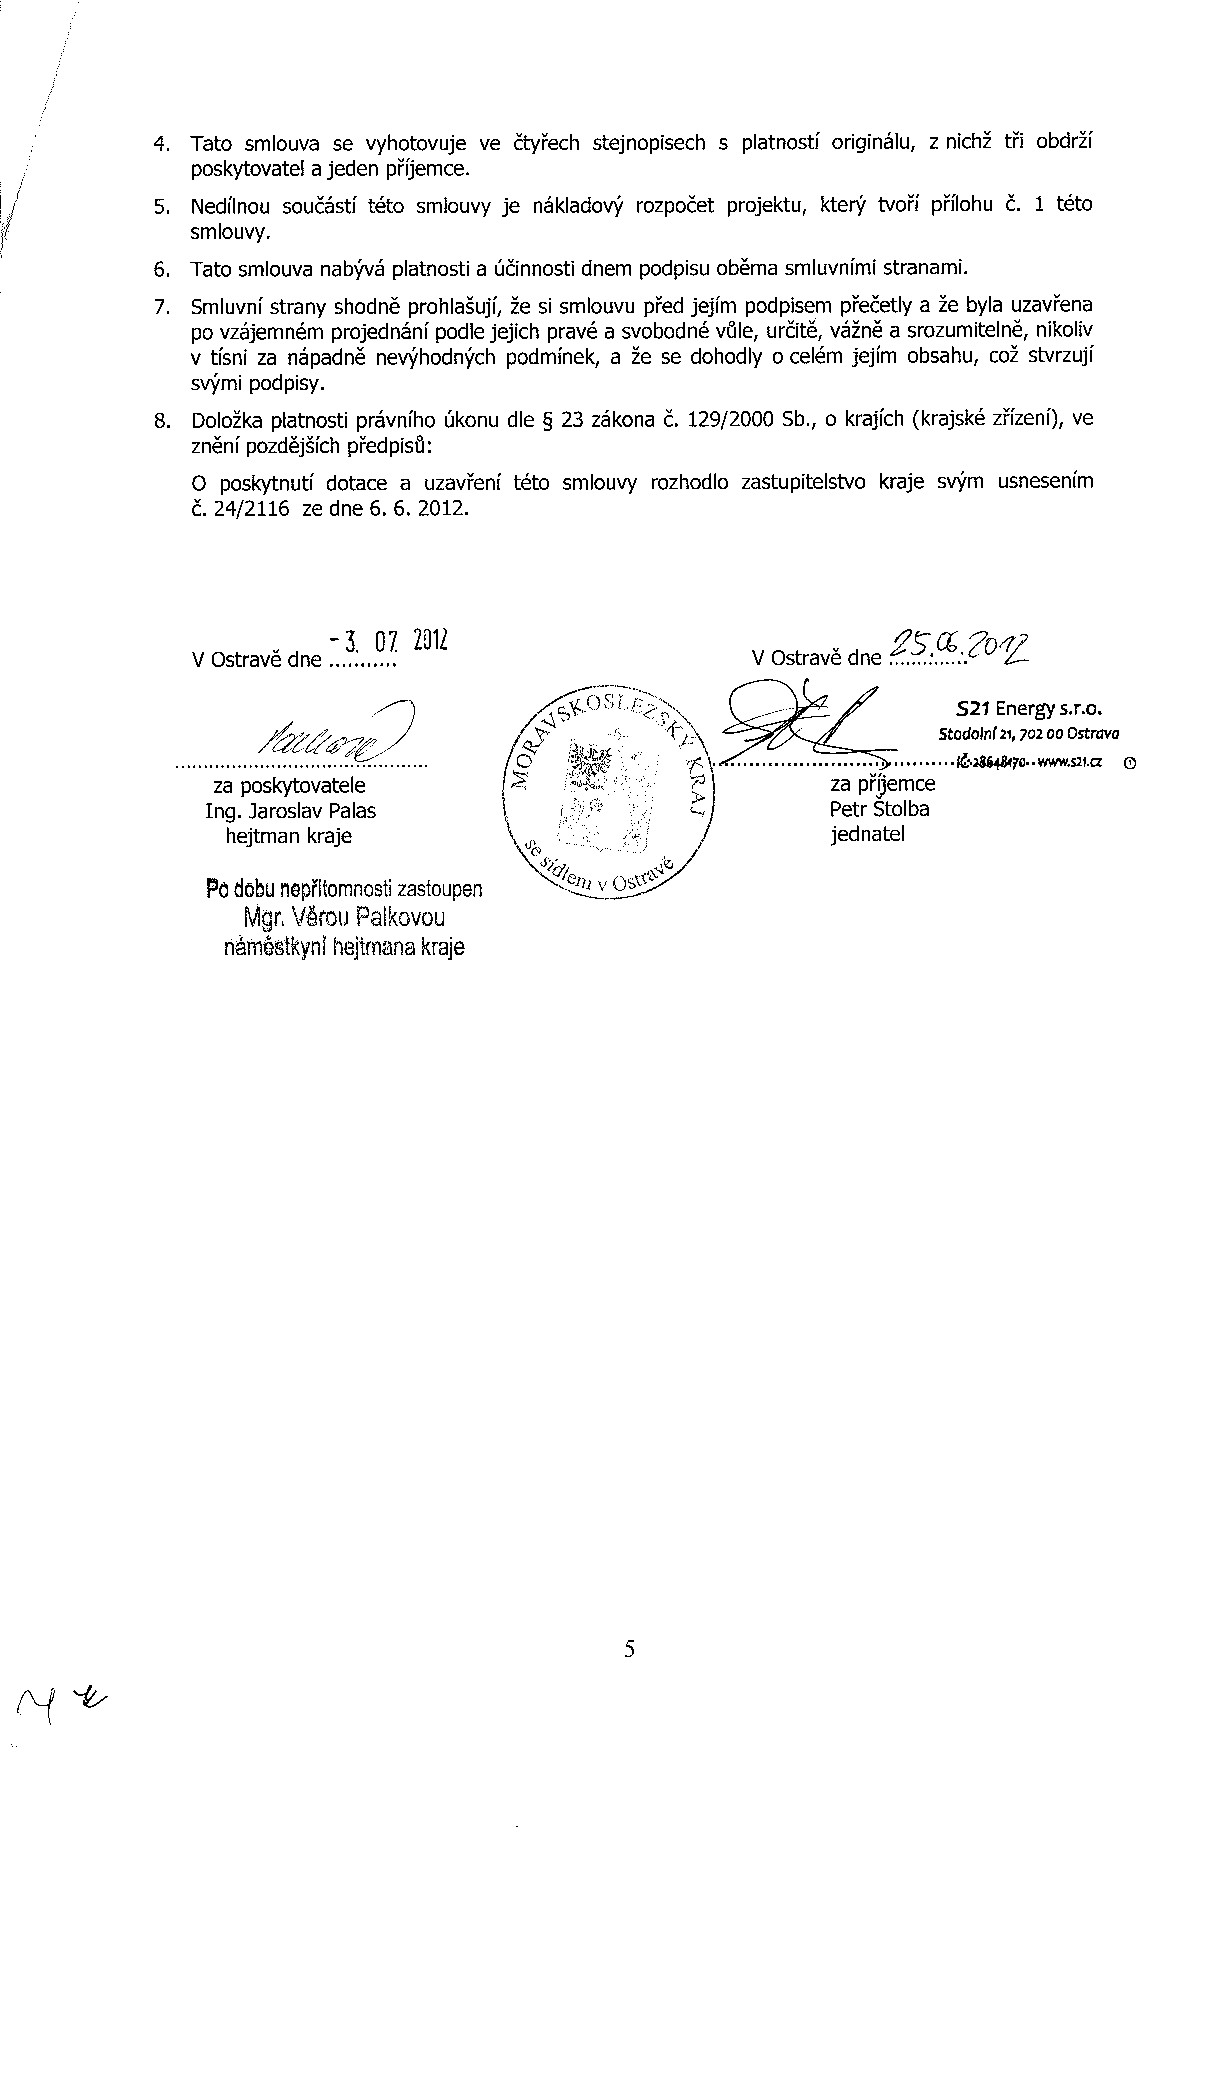 4. Tato smlouva se vyhotovuje ve čtyřech stejnopisech s platností originálu, z nichž tři obdrží
poskytovatel a jeden příjemce.
5. Nedílnou součástí této smlouvy je nákladový rozpočet projektu, který tvoří přílohu č. 1 této
smlouvy.
6. Tato smlouva nabývá platnosti a účinnosti dnem podpisu oběma smluvními stranami.
7. Smluvní strany shodně prohlašují, že si smlouvu před jejím podpisem přečetly a že byla uzavřena
po vzájemném projednání podle jejich pravé a svobodné vůle, určitě, vážně a srozumitelně, nikoliv
v tísni za nápadně nevýhodných podmínek, a že se dohodly o celém jejím obsahu, což stvrzují
svými podpisy.
8. Doložka platnosti právního úkonu dle § 23 zákona č. 129/2000 Sb., o krajích (krajské zřízení), ve
znění pozdějších předpisů:
O poskytnutí dotace a uzavření této smlouvy rozhodlo zastupitelstvo kraje svým usnesením
č. 24/2116 ze dne 6. 6. 2012.
V Ostravě dne -3. 07. 2012
V Ostravě dne 25.06.2012
MORAVSKOSLEZSKÝ KRAJ
se sídlem v Ostravě
S21 Energy s.r.o.
Stodolní 21, 702 00 Ostrava
IČ: 28648170 www.s21.cz
za poskytovatele
Ing. Jaroslav Palas
hejtman kraje
za příjemce
Petr Štolba
jednatel
Po dobu nepřítomnosti zastoupen
Mgr. Věrou Palkovou
náměstkyní hejtmana kraje
5